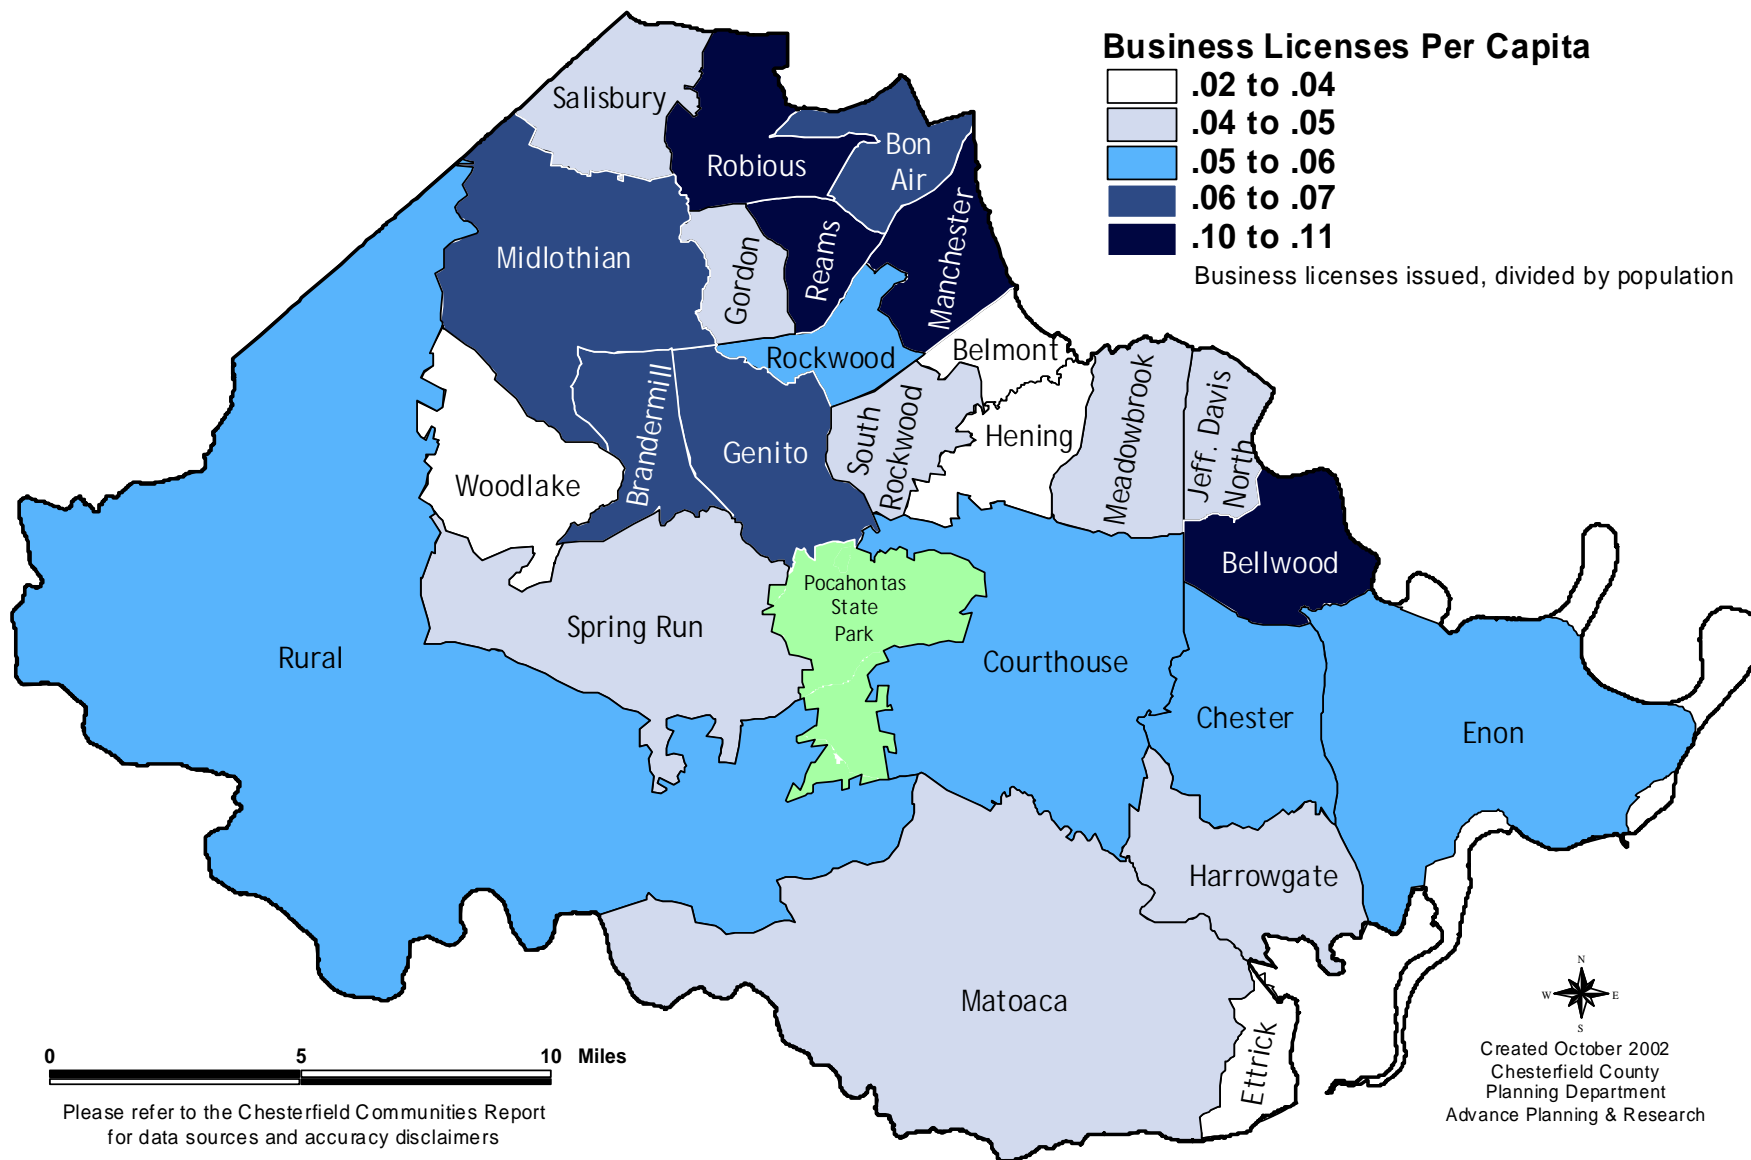 Business Licenses Per Capita
.02 to .04
.04 to .05
.05 to .06
.06 to .07
.10 to .11
Business licenses issued, divided by population
Salisbury
Robious
Bon
Air
Midlothian
Gordon
Reams
Manchester
Rockwood
Belmont
Brandermill
Genito
South
Rockwood
Hening
Meadowbrook
Jeff. Davis
North
Woodlake
Bellwood
Pocahontas
State
Park
Spring Run
Rural
Courthouse
Chester
Enon
Harrowgate
Matoaca
Ettrick
N
W
E
S
Created October 2002
Chesterfield County
Planning Department
Advance Planning & Research
0
5
10
Miles
Please refer to the Chesterfield Communities Report
for data sources and accuracy disclaimers